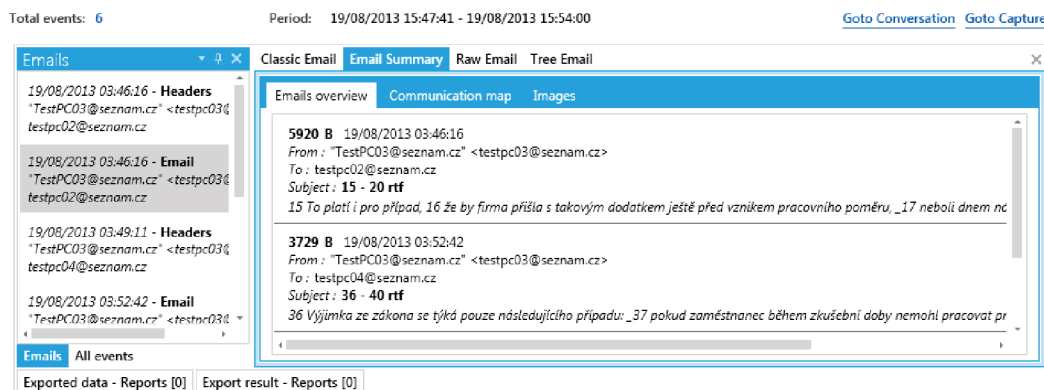 Total events: 6 Period: 19/08/2013 15:47:41 - 19/08/2013 15:54:00 Goto Conversation Goto Capture
Emails
19/08/2013 03:46:16 - Headers
"TestPC03@seznam.cz" <testpc03@
testpc02@seznam.cz
19/08/2013 03:46:16 - Email
"TestPC03@seznam.cz" <testpc03@
testpc02@seznam.cz
19/08/2013 03:49:11 - Headers
"TestPC03@seznam.cz" <testpc03@
testpc04@seznam.cz
19/08/2013 03:52:42 - Email
"TestPC03@seznam.cz" <testpc03@
Emails All events
Classic Email Email Summary Raw Email Tree Email
Emails overview Communication map Images
5920 B 19/08/2013 03:46:16
From : "TestPC03@seznam.cz" <testpc03@seznam.cz>
To : testpc02@seznam.cz
Subject : 15 - 20 rtf
15 To platí i pro případ, 16 že by firma přišla s takovým dodatkem ještě před vznikem pracovního poměru, _17 neboli dnem ná
3729 B 19/08/2013 03:52:42
From : "TestPC03@seznam.cz" <testpc03@seznam.cz>
To : testpc04@seznam.cz
Subject : 36 - 40 rtf
36 Výjimka ze zákona se týká pouze následujícího případu: _37 pokud zaměstnanec během zkušební doby nemohl pracovat pr
Exported data - Reports [0] Export result - Reports [0]